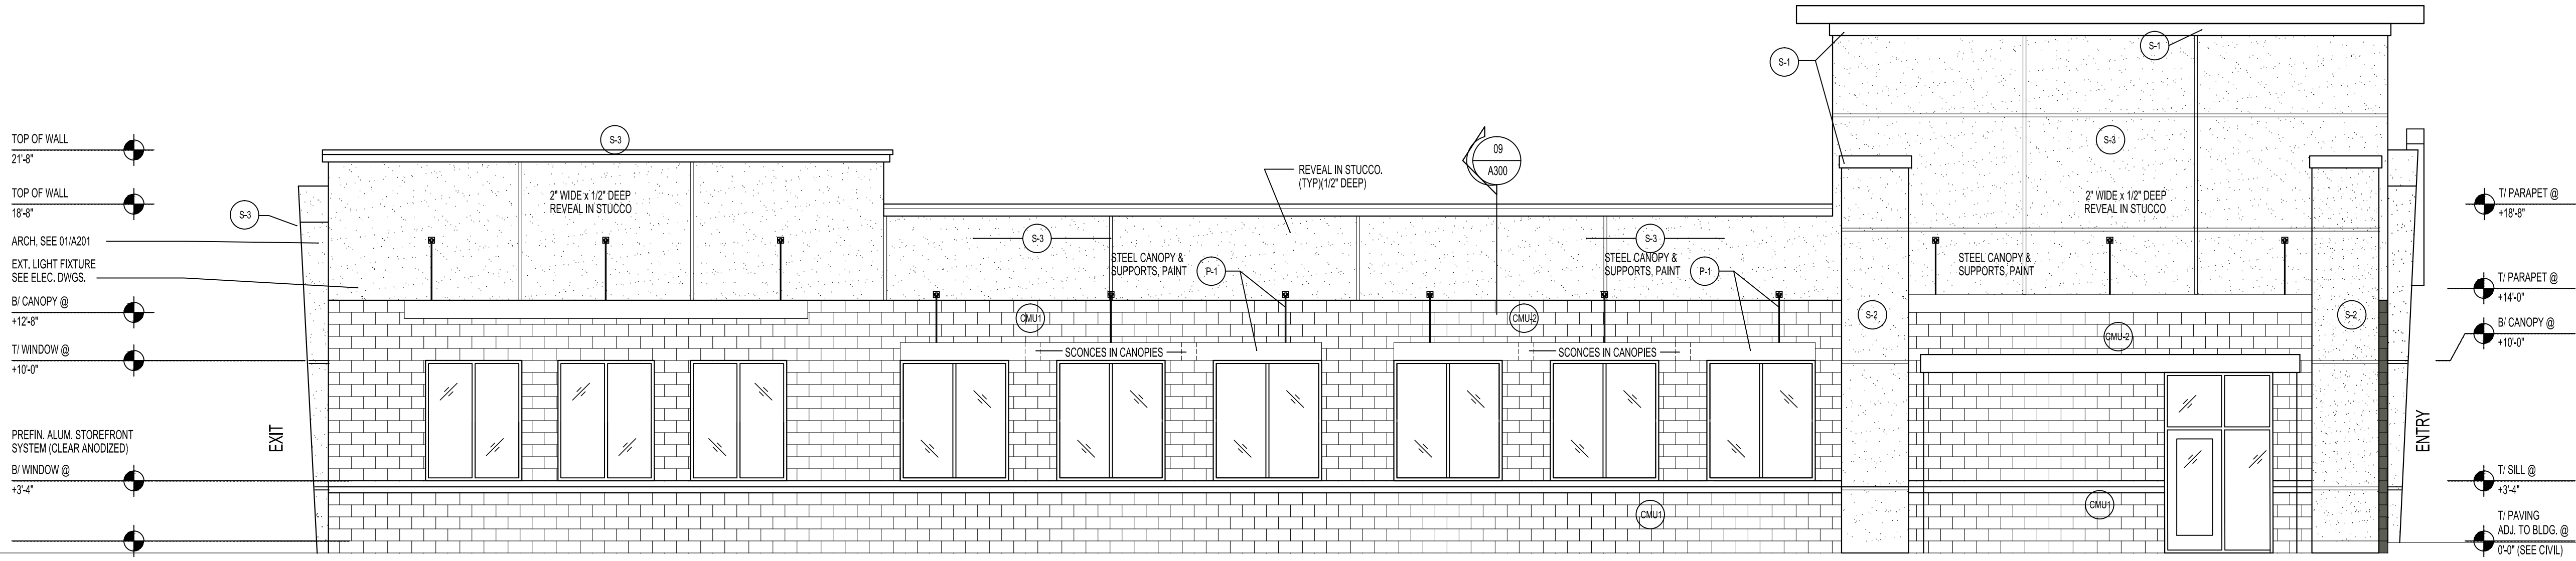 TOP OF WALL
21'-8"
TOP OF WALL
18'-8"
ARCH, SEE 01/A201
EXT. LIGHT FIXTURE
SEE ELEC. DWGS.
B/ CANOPY @
+12'-8"
T/ WINDOW @
+10'-0"
PREFIN. ALUM. STOREFRONT
SYSTEM (CLEAR ANODIZED)
B/ WINDOW @
+3'-4"
S-3
EXIT
S-3
2" WIDE x 1/2" DEEP
REVEAL IN STUCCO
S-3
STEEL CANOPY &
SUPPORTS, PAINT
P-1
CMU1
SCONCES IN CANOPIES
REVEAL IN STUCCO.
(TYP)(1/2" DEEP)
09
A300
S-3
STEEL CANOPY &
SUPPORTS, PAINT
P-1
CMU-2
SCONCES IN CANOPIES
CMU1
S-1
S-1
S-3
2" WIDE x 1/2" DEEP
REVEAL IN STUCCO
STEEL CANOPY &
SUPPORTS, PAINT
S-2
S-2
CMU-2
CMU1
ENTRY
T/ PARAPET @
+18'-8"
T/ PARAPET @
+14'-0"
B/ CANOPY @
+10'-0"
T/ SILL @
+3'-4"
T/ PAVING
ADJ. TO BLDG. @
0'-0" (SEE CIVIL)